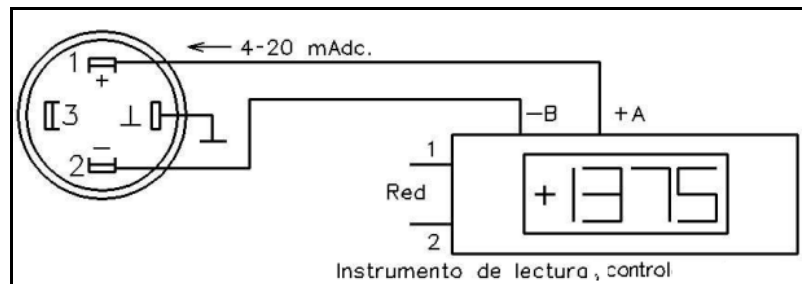 ← 4-20 mAdc.
1
+
3 ⊥
2 −
−B +A
1
Red
2
+1375
Instrumento de lectura, control